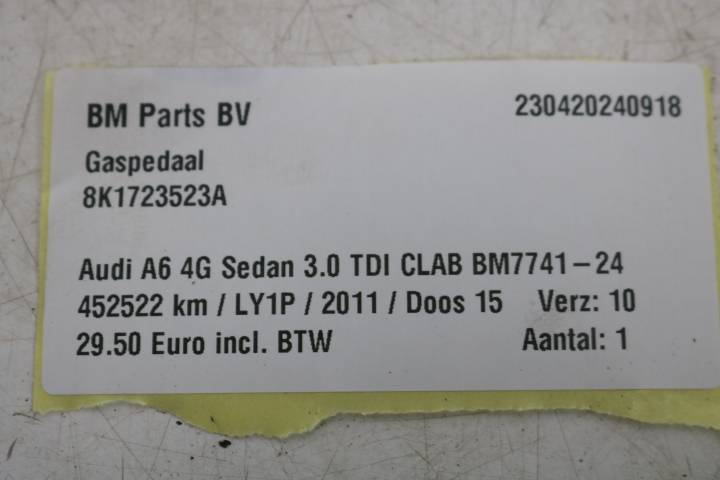 BM Parts BV 230420240918
Gaspedaal
8K1723523A
Audi A6 4G Sedan 3.0 TDI CLAB BM7741-24
452522 km / LY1P / 2011 / Doos 15 Verz: 10
29.50 Euro incl. BTW Aantal: 1